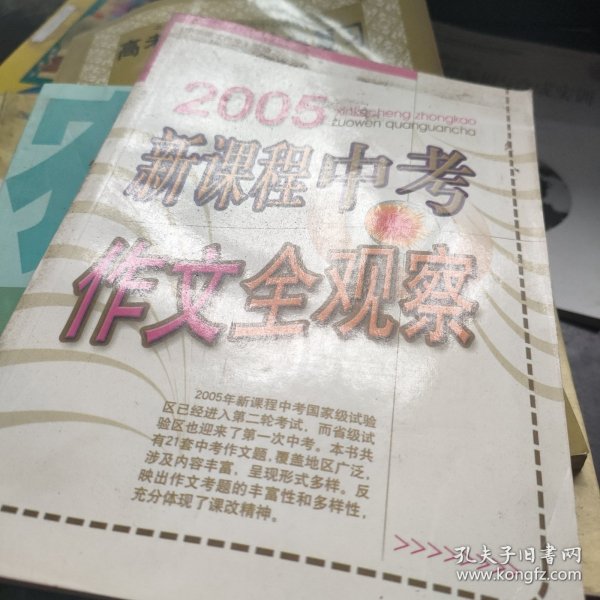 高考
2005
xinkecheng zhongkao
zuowen quanguancha
新课程中考
作文全观察
2005年新课程中考国家级试验
区已经进入第二轮考试，而省级试
验区也迎来了第一次中考。本书共
有21套中考作文题，覆盖地区广泛，
涉及内容丰富，呈现形式多样。反
映出作文考题的丰富性和多样性，
充分体现了课改精神。
>>>>>>>>
孔夫子旧书网
www.kongfz.com